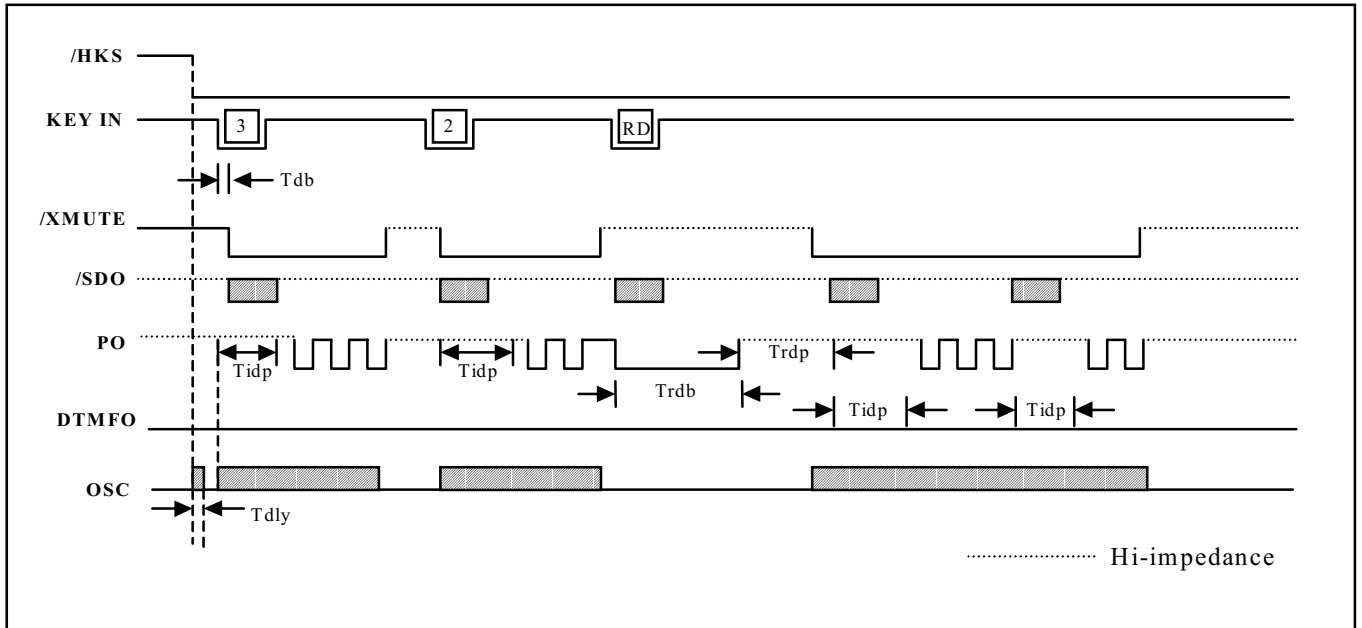 /HKS
KEY IN
3
2
RD
Tdb
/XMUTE
/SDO
PO
Tidp
Tidp
Trdp
Trdb
Tidp
Tidp
DTMFO
OSC
Tdly
Hi-impedance